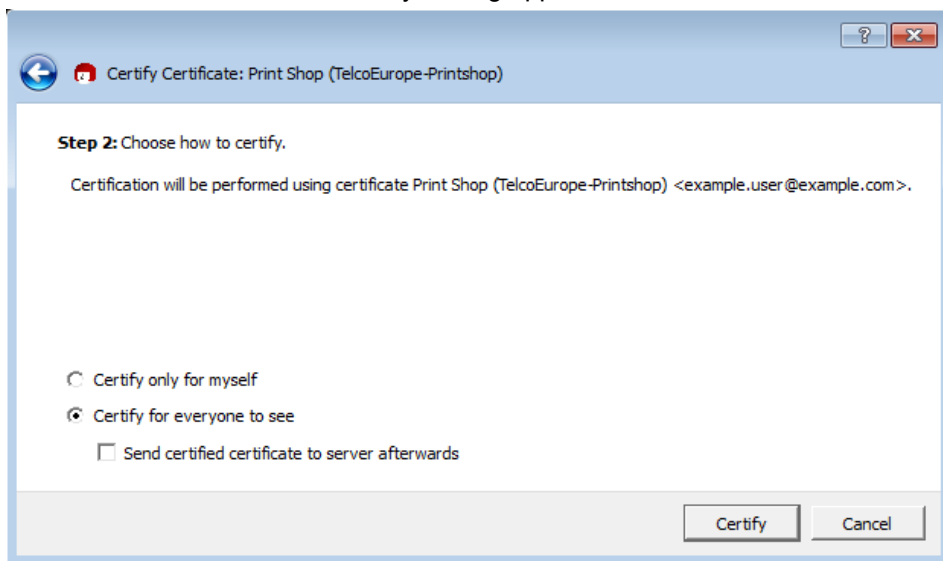 Certify Certificate: Print Shop (TelcoEurope-Printshop)
Step 2: Choose how to certify.
Certification will be performed using certificate Print Shop (TelcoEurope-Printshop) <example.user@example.com>.
Certify only for myself
Certify for everyone to see
Send certified certificate to server afterwards
Certify Cancel